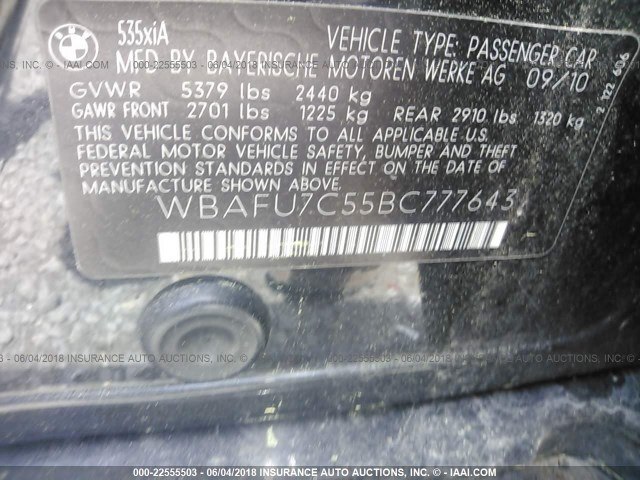 BMW
535xiA
VEHICLE TYPE: PASSENGER CAR
MFD BY BAYERISCHE MOTOREN WERKE AG 09/10
GVWR 5379 lbs 2440 kg
GAWR FRONT 2701 lbs 1225 kg REAR 2910 lbs 1320 kg
THIS VEHICLE CONFORMS TO ALL APPLICABLE U.S.
FEDERAL MOTOR VEHICLE SAFETY, BUMPER AND THEFT
PREVENTION STANDARDS IN EFFECT ON THE DATE OF
MANUFACTURE SHOWN ABOVE.
WBAFU7C55BC777643
000-22555503 - 06/04/2018 INSURANCE AUTO AUCTIONS, INC. - © - IAAI.COM